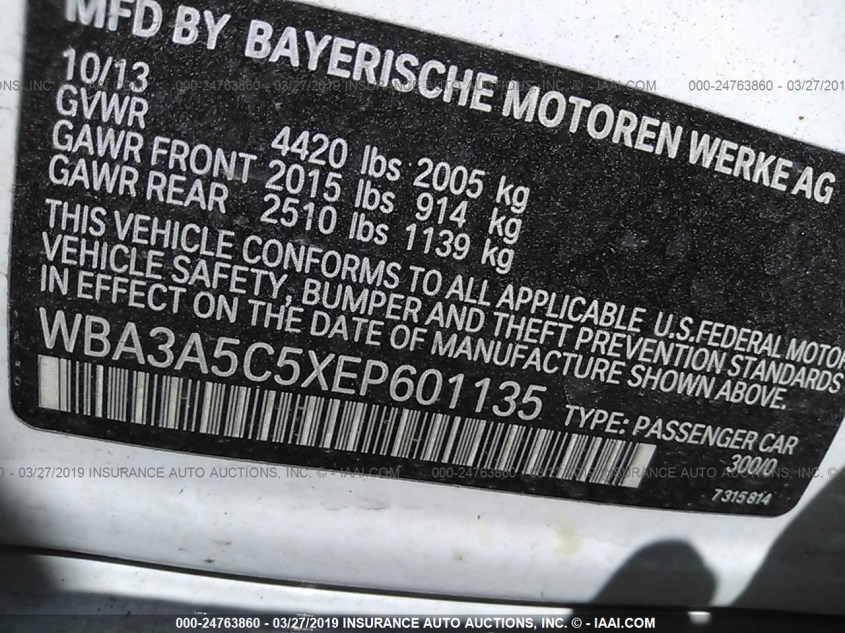 MFD BY BAYERISCHE MOTOREN WERKE AG
10/13
GVWR 4420 lbs 2005 kg
GAWR FRONT 2015 lbs 914 kg
GAWR REAR 2510 lbs 1139 kg
THIS VEHICLE CONFORMS TO ALL APPLICABLE U.S.FEDERAL MOTOR
VEHICLE SAFETY, BUMPER AND THEFT PREVENTION STANDARDS
IN EFFECT ON THE DATE OF MANUFACTURE SHOWN ABOVE.
WBA3A5C5XEP601135 TYPE: PASSENGER CAR
300/0
7315814
000-24763860 - 03/27/2019 INSURANCE AUTO AUCTIONS, INC. - © IAAI.COM